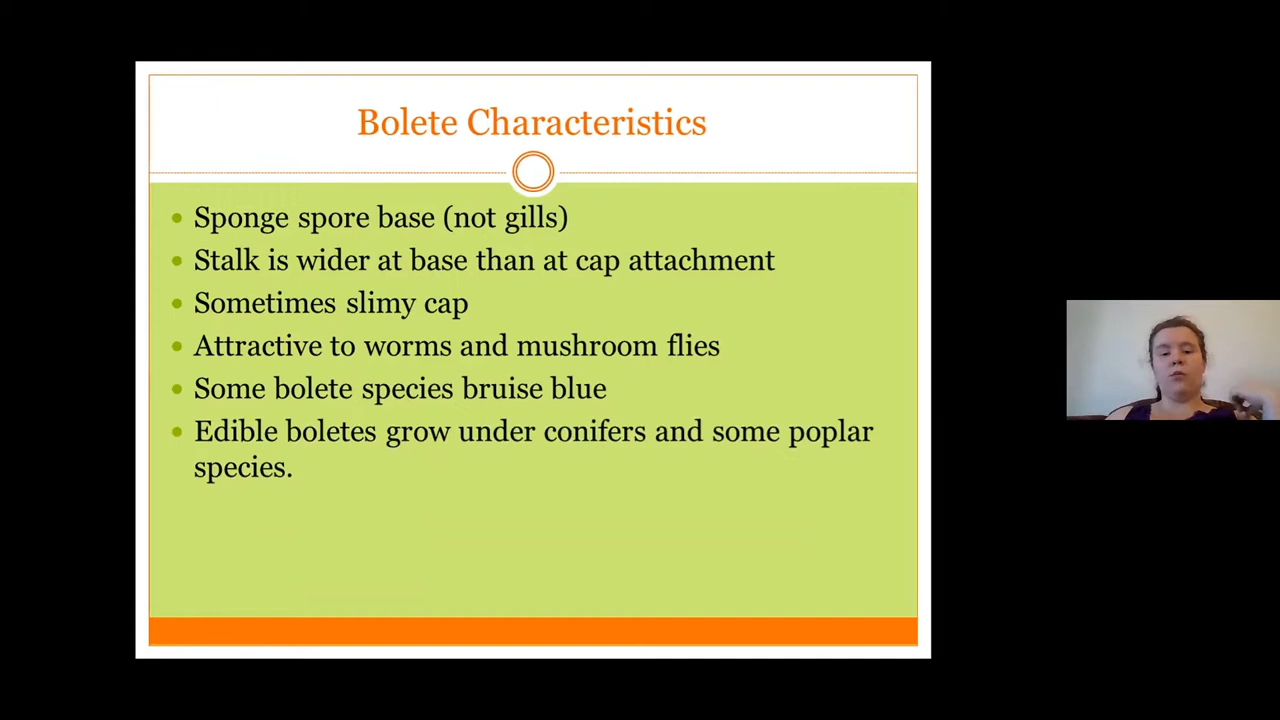 Bolete Characteristics
Sponge spore base (not gills)
Stalk is wider at base than at cap attachment
Sometimes slimy cap
Attractive to worms and mushroom flies
Some bolete species bruise blue
Edible boletes grow under conifers and some poplar
species.